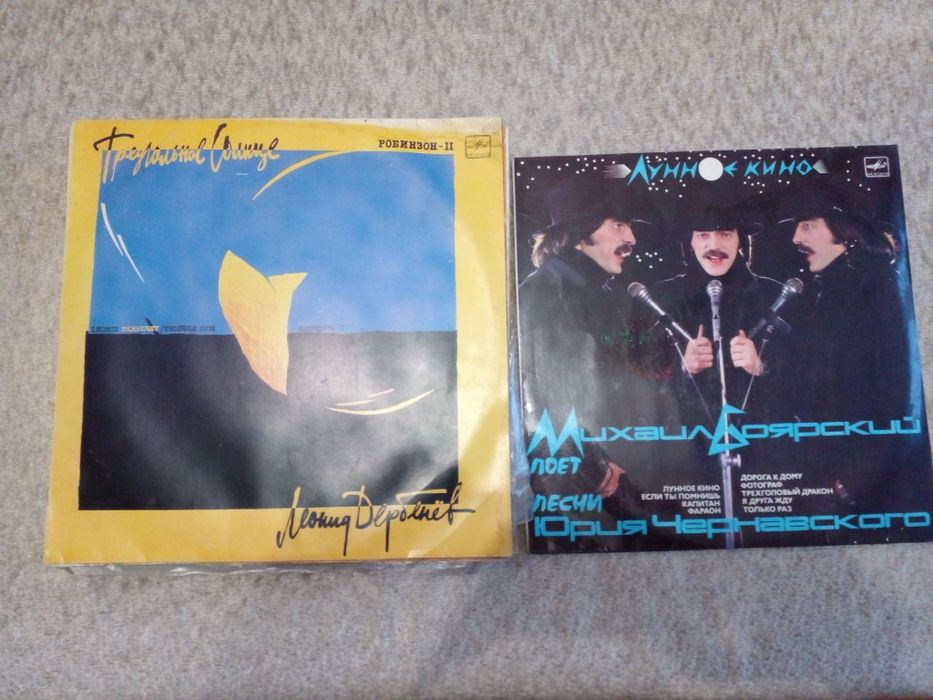 Треугольное Солнце
РОБИНЗОН-II
LEONID DERBENEV/TRIANGLE SUN
Леонид Дербенёв
ЛУННОЕ КИНО
МИХАИЛ БОЯРСКИЙ
ПОЕТ
ПЕСНИ
ЮРИЯ ЧЕРНАВСКОГО
ЛУННОЕ КИНО
ЕСЛИ ТЫ ПОМНИШЬ
КАПИТАН
ФАРАОН
ДОРОГА К ДОМУ
ФОТОГРАФ
ТРЕХГОЛОВЫЙ ДРАКОН
Я ДРУГА ЖДУ
ТОЛЬКО РАЗ